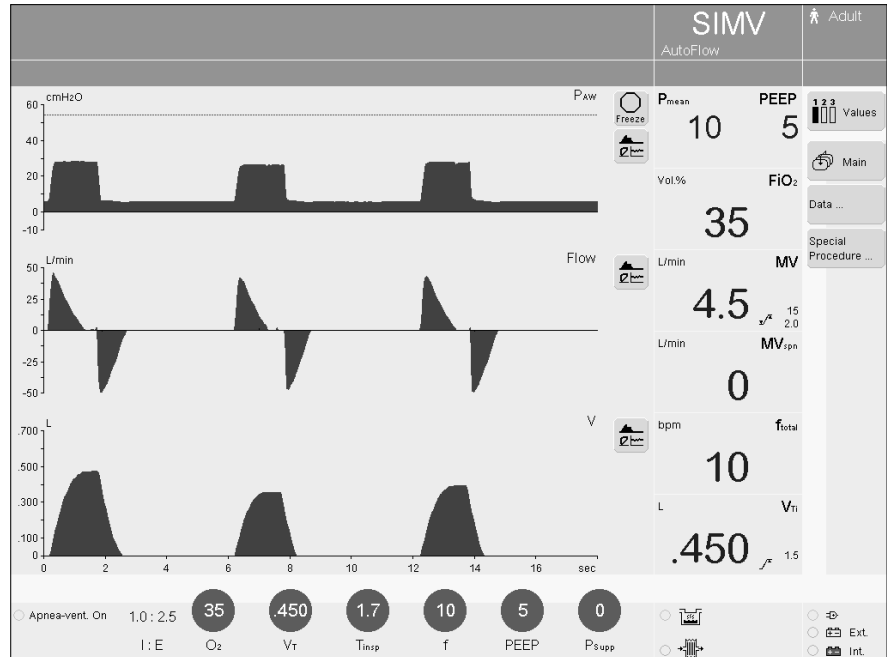 SIMV
AutoFlow
Adult
cmH2O
PAW
60
40
20
0
-10
Freeze
Pmean
PEEP
10
5
1 2 3
Values
Main
Vol.%
FiO2
35
Data ...
Special
Procedure ...
L/min
Flow
50
25
0
-25
-50
L/min
MV
4.5
15
2.0
L/min
MVspn
0
L
V
.700
.500
.300
.100
0
0 2 4 6 8 10 12 14 16 sec
bpm
ftotal
10
L
VTi
.450
1.5
Apnea-vent. On
1.0 : 2.5
35
.450
1.7
10
5
0
I : E
O2
VT
Tinsp
f
PEEP
PSupp
Ext.
Int.